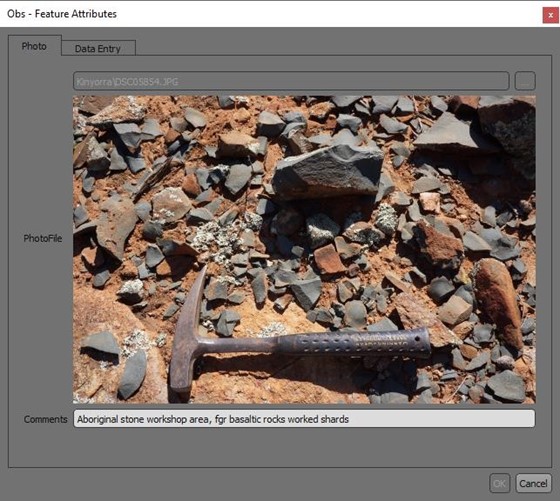 Obs - Feature Attributes
x
Photo
Data Entry
Kinyorra\DSC05854.JPG
...
PhotoFile
Comments
Aboriginal stone workshop area, fgr basaltic rocks worked shards
OK
Cancel